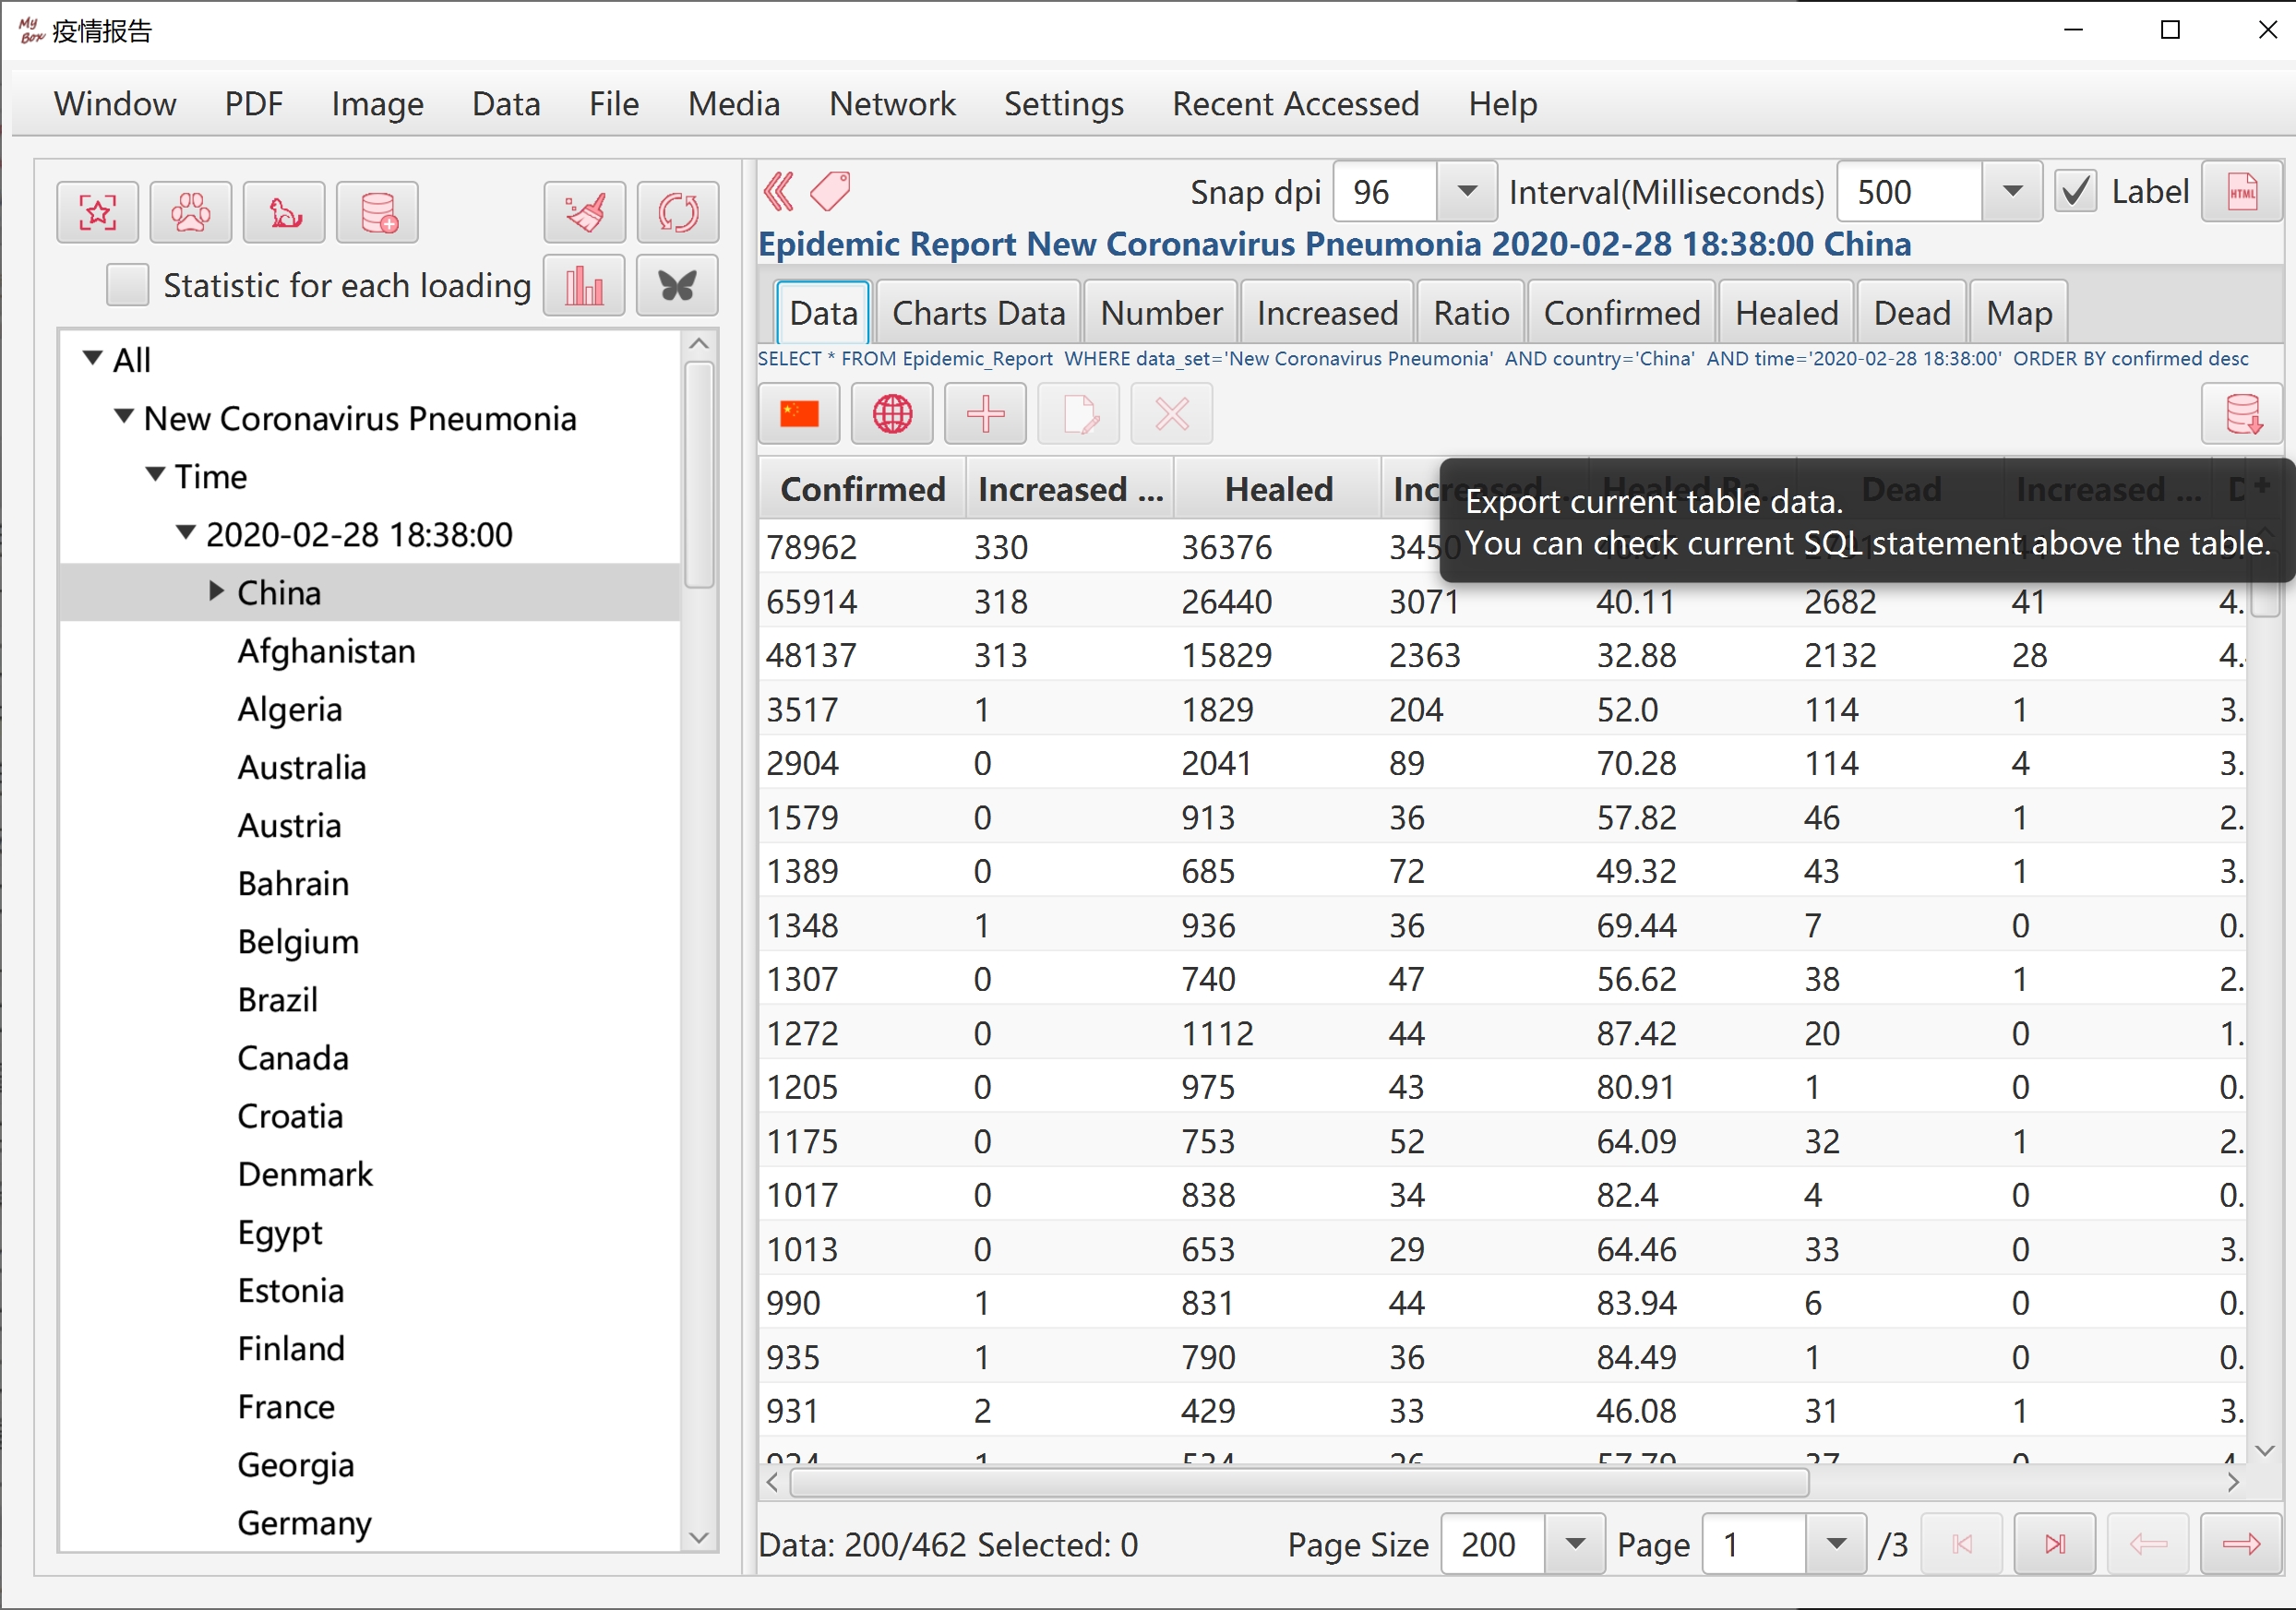 My Box 疫情报告
Window PDF Image Data File Media Network Settings Recent Accessed Help
Snap dpi 96 Interval(Milliseconds) 500 Label HTML
Epidemic Report New Coronavirus Pneumonia 2020-02-28 18:38:00 China
Statistic for each loading
Data Charts Data Number Increased Ratio Confirmed Healed Dead Map
SELECT * FROM Epidemic_Report WHERE data_set='New Coronavirus Pneumonia' AND country='China' AND time='2020-02-28 18:38:00' ORDER BY confirmed desc
All
New Coronavirus Pneumonia
Time
2020-02-28 18:38:00
China
Afghanistan
Algeria
Australia
Austria
Bahrain
Belgium
Brazil
Canada
Croatia
Denmark
Egypt
Estonia
Finland
France
Georgia
Germany
Confirmed Increased ... Healed Increased Healed Ra... Dead Increased ... D
Export current table data.
You can check current SQL statement above the table.
78962 330 36376 3450
65914 318 26440 3071 40.11 2682 41 4.
48137 313 15829 2363 32.88 2132 28 4.
3517 1 1829 204 52.0 114 1 3.
2904 0 2041 89 70.28 114 4 3.
1579 0 913 36 57.82 46 1 2.
1389 0 685 72 49.32 43 1 3.
1348 1 936 36 69.44 7 0 0.
1307 0 740 47 56.62 38 1 2.
1272 0 1112 44 87.42 20 0 1.
1205 0 975 43 80.91 1 0 0.
1175 0 753 52 64.09 32 1 2.
1017 0 838 34 82.4 4 0 0.
1013 0 653 29 64.46 33 0 3.
990 1 831 44 83.94 6 0 0.
935 1 790 36 84.49 1 0 0.
931 2 429 33 46.08 31 1 3.
Data: 200/462 Selected: 0 Page Size 200 Page 1 /3